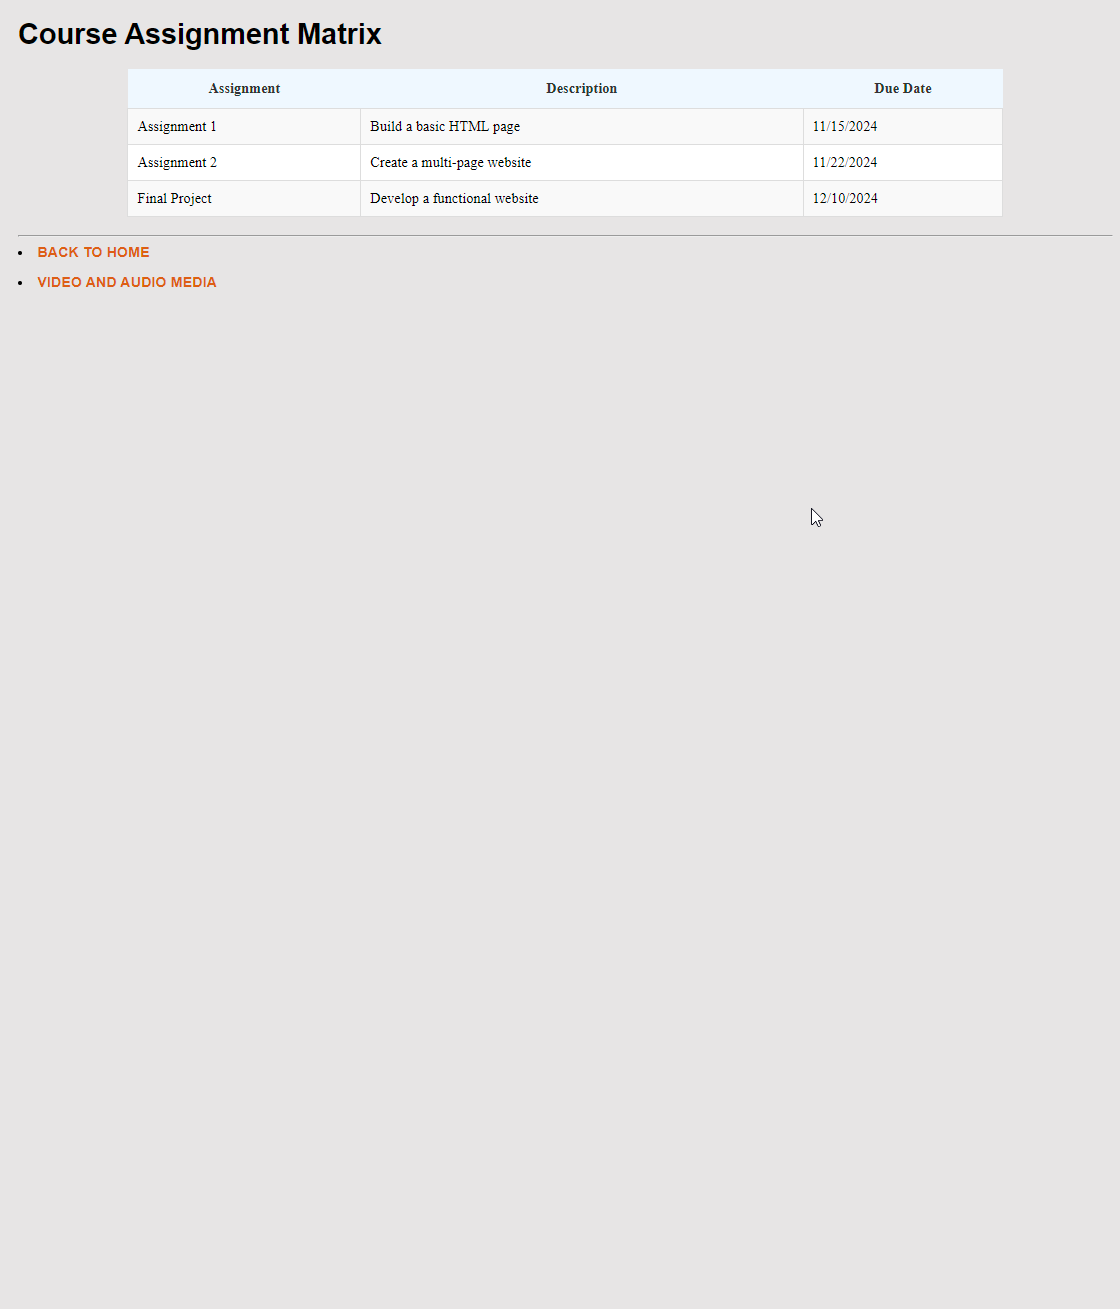 Course Assignment Matrix
Assignment Description Due Date
Assignment 1 Build a basic HTML page 11/15/2024
Assignment 2 Create a multi-page website 11/22/2024
Final Project Develop a functional website 12/10/2024
BACK TO HOME
VIDEO AND AUDIO MEDIA